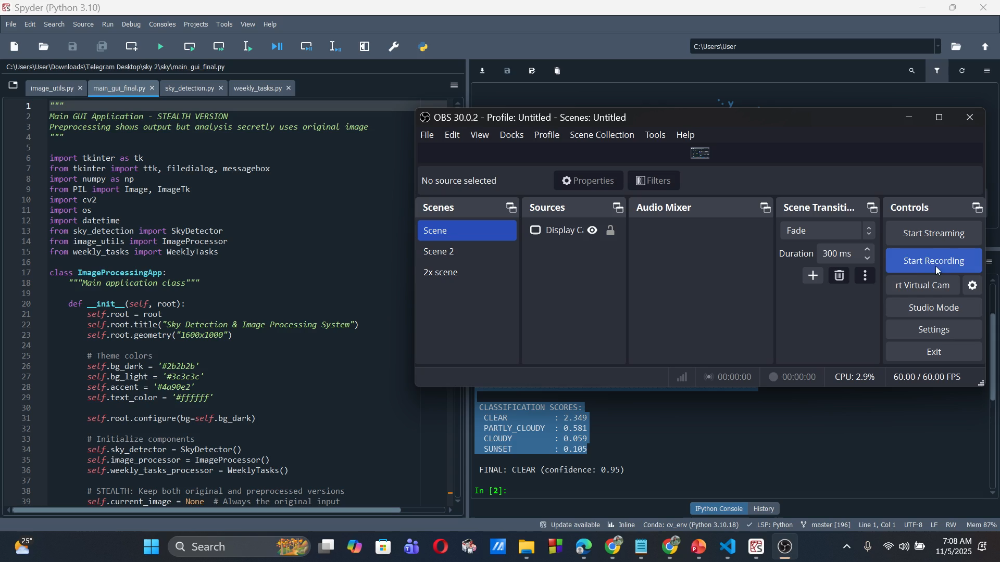 Spyder (Python 3.10)
File Edit Search Source Run Debug Consoles Projects Tools View Help
C:\Users\User
C:\Users\User\Downloads\Telegram Desktop\sky 2\sky\main_gui_final.py
image_utils.py main_gui_final.py sky_detection.py weekly_tasks.py
1 """
2 Main GUI Application - STEALTH VERSION
3 Preprocessing shows output but analysis secretly uses original image
4 """
5
6 import tkinter as tk
7 from tkinter import ttk, filedialog, messagebox
8 import numpy as np
9 from PIL import Image, ImageTk
10 import cv2
11 import os
12 import datetime
13 from sky_detection import SkyDetector
14 from image_utils import ImageProcessor
15 from weekly_tasks import WeeklyTasks
16
17 class ImageProcessingApp:
18 """Main application class"""
19
20 def __init__(self, root):
21 self.root = root
22 self.root.title("Sky Detection & Image Processing System")
23 self.root.geometry("1600x1000")
24
25 # Theme colors
26 self.bg_dark = '#2b2b2b'
27 self.bg_light = '#3c3c3c'
28 self.accent = '#4a90e2'
29 self.text_color = '#ffffff'
30
31 self.root.configure(bg=self.bg_dark)
32
33 # Initialize components
34 self.sky_detector = SkyDetector()
35 self.image_processor = ImageProcessor()
36 self.weekly_tasks_processor = WeeklyTasks()
37
38 # STEALTH: Keep both original and preprocessed versions
39 self.current_image = None # Always the original input
y
OBS 30.0.2 - Profile: Untitled - Scenes: Untitled
File Edit View Docks Profile Scene Collection Tools Help
No source selected Properties Filters
Scenes Sources Audio Mixer Scene Transiti... Controls
Scene Display Ca Fade Start Streaming
Scene 2 Duration 300 ms Start Recording
2x scene
rt Virtual Cam
Studio Mode
Settings
Exit
00:00:00 00:00:00 CPU: 2.9% 60.00 / 60.00 FPS
CLASSIFICATION SCORES:
CLEAR : 2.349
PARTLY_CLOUDY : 0.581
CLOUDY : 0.059
SUNSET : 0.105
FINAL: CLEAR (confidence: 0.95)
In [2]:
IPython Console History
Update available Inline Conda: cv_env (Python 3.10.18) LSP: Python master [196] Line 1, Col 1 UTF-8 LF RW Mem 87%
25° Search 7:08 AM
11/5/2025